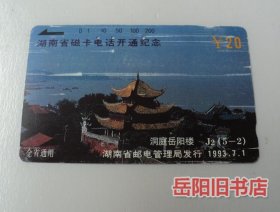 0 10 50 100 200
湖南省磁卡电话开通纪念
￥20
洞庭岳阳楼 J2(5-2)
全省通用
湖南省邮电管理局发行 1993.7.1
岳阳旧书店